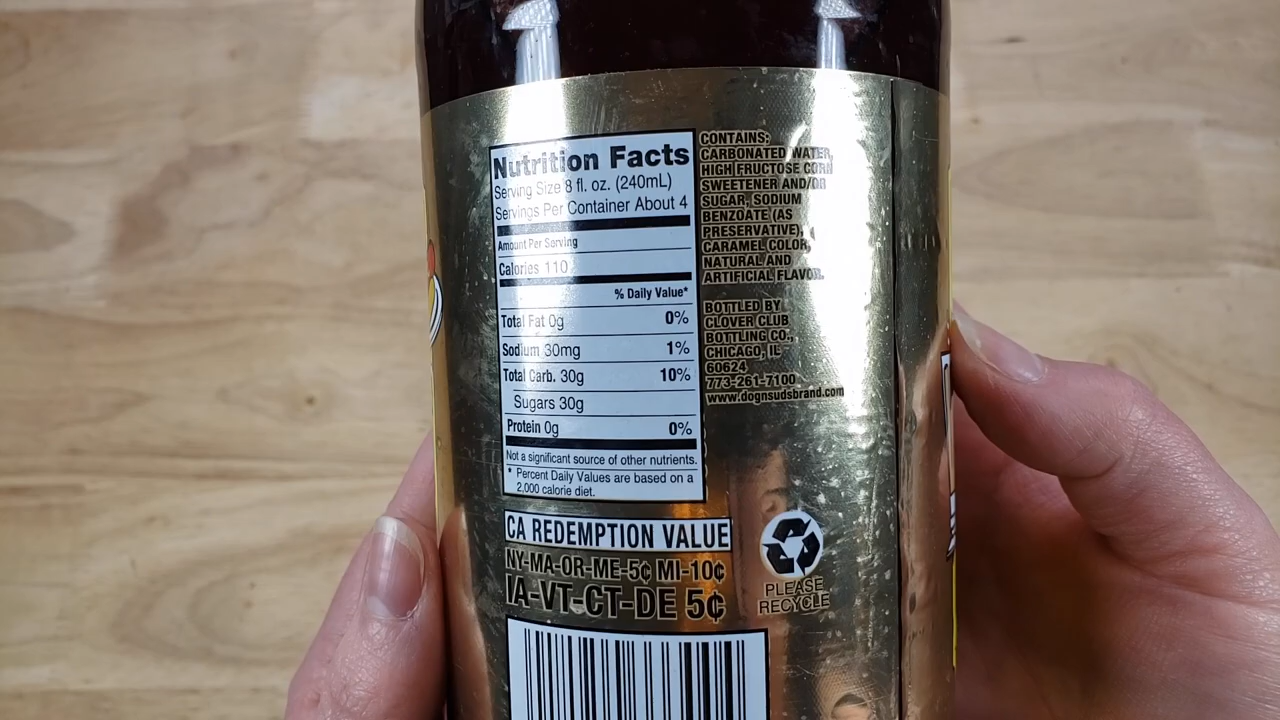 Nutrition Facts
Serving Size 8 fl. oz. (240mL)
Servings Per Container About 4
Amount Per Serving
Calories 110
% Daily Value*
Total Fat 0g 0%
Sodium 30mg 1%
Total Carb. 30g 10%
Sugars 30g
Protein 0g 0%
Not a significant source of other nutrients.
* Percent Daily Values are based on a
2,000 calorie diet.
CONTAINS:
CARBONATED WATER,
HIGH FRUCTOSE CORN
SWEETENER AND/OR
SUGAR, SODIUM
BENZOATE (AS
PRESERVATIVE),
CARAMEL COLOR,
NATURAL AND
ARTIFICIAL FLAVOR.
BOTTLED BY
CLOVER CLUB
BOTTLING CO.,
CHICAGO, IL
60624
773-261-7100
www.dognsudsbrand.com
CA REDEMPTION VALUE
NY-MA-OR-ME-5¢ MI-10¢
IA-VT-CT-DE 5¢
PLEASE
RECYCLE